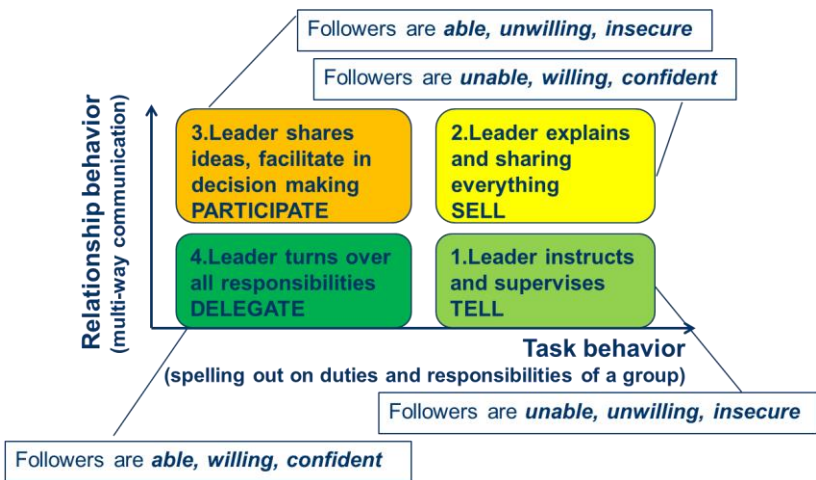 Followers are able, unwilling, insecure
Followers are unable, willing, confident
Relationship behavior
(multi-way communication)
3.Leader shares
ideas, facilitate in
decision making
PARTICIPATE
2.Leader explains
and sharing
everything
SELL
4.Leader turns over
all responsibilities
DELEGATE
1.Leader instructs
and supervises
TELL
Task behavior
(spelling out on duties and responsibilities of a group)
Followers are unable, unwilling, insecure
Followers are able, willing, confident